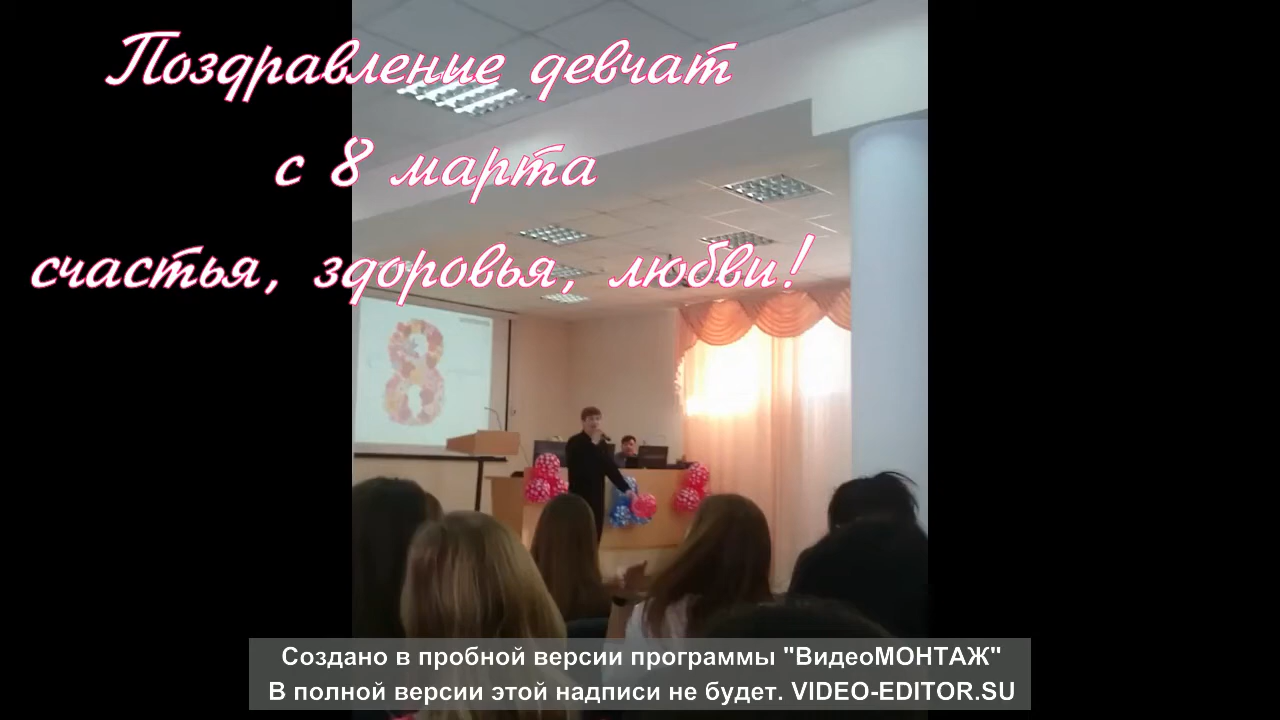 Поздравление девчат
с 8 марта
счастья, здоровья, любви!
8
Создано в пробной версии программы "ВидеоМОНТАЖ"
В полной версии этой надписи не будет. VIDEO-EDITOR.SU